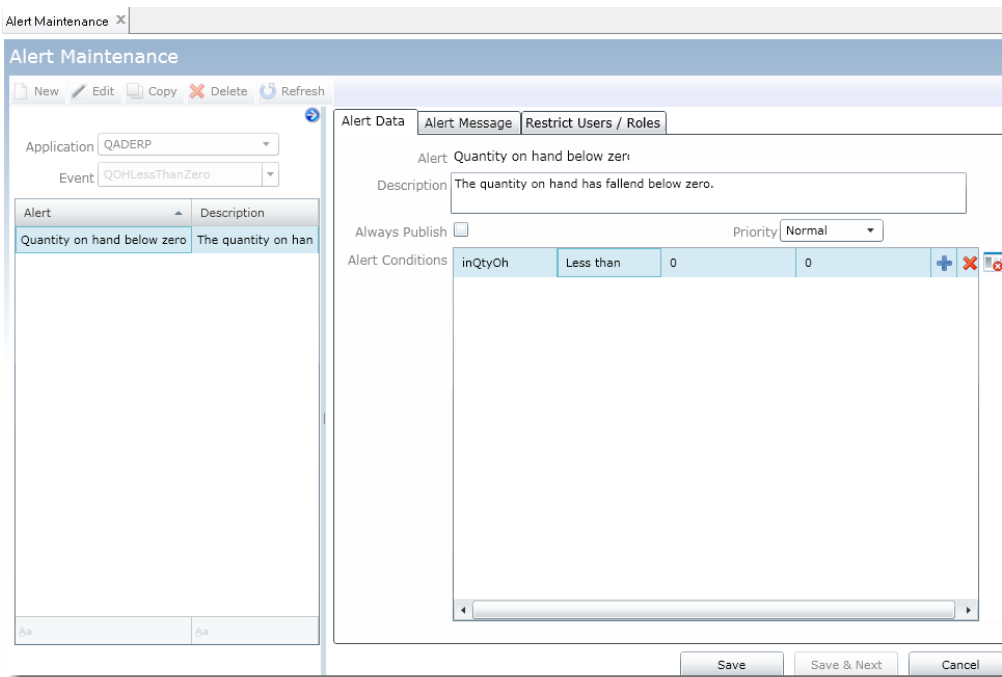 Alert Maintenance X
Alert Maintenance
New Edit Copy Delete Refresh
Application QADERP
Event QOHLessThanZero
Alert Description
Quantity on hand below zero The quantity on han
Aa Aa
Alert Data Alert Message Restrict Users / Roles
Alert Quantity on hand below zer
Description The quantity on hand has fallend below zero.
Always Publish Priority Normal
Alert Conditions inQtyOh Less than 0 0
Save Save & Next Cancel